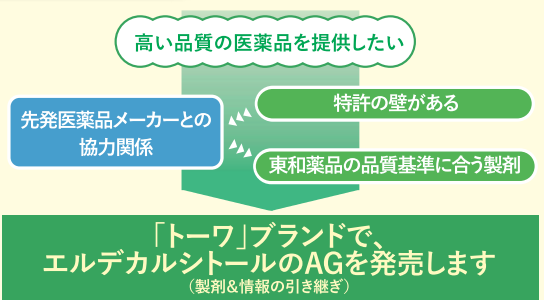 高い品質の医薬品を提供したい
先発医薬品メーカーとの
協力関係
特許の壁がある
東和薬品の品質基準に合う製剤
「トーワ」ブランドで、
エルデカルシトールのAGを発売します
（製剤&情報の引き継ぎ）